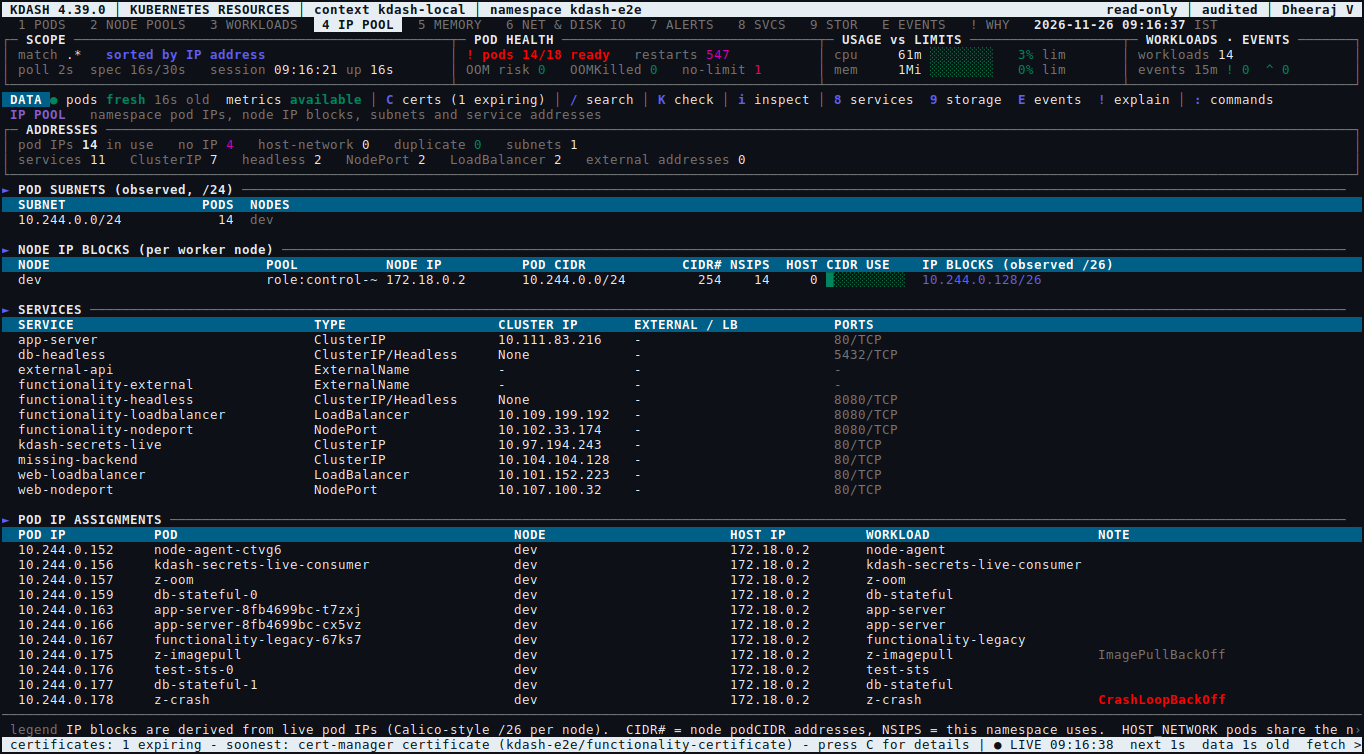 KDASH 4.39.0 │ KUBERNETES RESOURCES │ context kdash-local │ namespace kdash-e2e read-only │ audited │ Dheeraj V
1 PODS 2 NODE POOLS 3 WORKLOADS 4 IP POOL 5 MEMORY 6 NET & DISK IO 7 ALERTS 8 SVCS 9 STOR E EVENTS ! WHY 2026-11-26 09:16:37 IST
SCOPE POD HEALTH USAGE vs LIMITS WORKLOADS · EVENTS
match .* sorted by IP address ! pods 14/18 ready restarts 547 cpu 61m 3% lim workloads 14
poll 2s spec 16s/30s session 09:16:21 up 16s OOM risk 0 OOMKilled 0 no-limit 1 mem 1Mi 0% lim events 15m ! 0 ^ 0
DATA ● pods fresh 16s old metrics available │ C certs (1 expiring) │ / search │ K check │ i inspect │ 8 services 9 storage E events ! explain │ : commands
IP POOL namespace pod IPs, node IP blocks, subnets and service addresses
ADDRESSES
pod IPs 14 in use no IP 4 host-network 0 duplicate 0 subnets 1
services 11 ClusterIP 7 headless 2 NodePort 2 LoadBalancer 2 external addresses 0
► POD SUBNETS (observed, /24)
SUBNET PODS NODES
10.244.0.0/24 14 dev
► NODE IP BLOCKS (per worker node)
NODE POOL NODE IP POD CIDR CIDR# NSIPS HOST CIDR USE IP BLOCKS (observed /26)
dev role:control-~ 172.18.0.2 10.244.0.0/24 254 14 0 10.244.0.128/26
► SERVICES
SERVICE TYPE CLUSTER IP EXTERNAL / LB PORTS
app-server ClusterIP 10.111.83.216 - 80/TCP
db-headless ClusterIP/Headless None - 5432/TCP
external-api ExternalName - - -
functionality-external ExternalName - - -
functionality-headless ClusterIP/Headless None - 8080/TCP
functionality-loadbalancer LoadBalancer 10.109.199.192 - 8080/TCP
functionality-nodeport NodePort 10.102.33.174 - 8080/TCP
kdash-secrets-live ClusterIP 10.97.194.243 - 80/TCP
missing-backend ClusterIP 10.104.104.128 - 80/TCP
web-loadbalancer LoadBalancer 10.101.152.223 - 80/TCP
web-nodeport NodePort 10.107.100.32 - 80/TCP
► POD IP ASSIGNMENTS
POD IP POD NODE HOST IP WORKLOAD NOTE
10.244.0.152 node-agent-ctvg6 dev 172.18.0.2 node-agent
10.244.0.156 kdash-secrets-live-consumer dev 172.18.0.2 kdash-secrets-live-consumer
10.244.0.157 z-oom dev 172.18.0.2 z-oom
10.244.0.159 db-stateful-0 dev 172.18.0.2 db-stateful
10.244.0.163 app-server-8fb4699bc-t7zxj dev 172.18.0.2 app-server
10.244.0.166 app-server-8fb4699bc-cx5vz dev 172.18.0.2 app-server
10.244.0.167 functionality-legacy-67ks7 dev 172.18.0.2 functionality-legacy
10.244.0.175 z-imagepull dev 172.18.0.2 z-imagepull ImagePullBackOff
10.244.0.176 test-sts-0 dev 172.18.0.2 test-sts
10.244.0.177 db-stateful-1 dev 172.18.0.2 db-stateful
10.244.0.178 z-crash dev 172.18.0.2 z-crash CrashLoopBackOff
legend IP blocks are derived from live pod IPs (Calico-style /26 per node). CIDR# = node podCIDR addresses, NSIPS = this namespace uses. HOST_NETWORK pods share the n›
certificates: 1 expiring - soonest: cert-manager certificate (kdash-e2e/functionality-certificate) - press C for details │ ● LIVE 09:16:38 next 1s data 1s old fetch ›